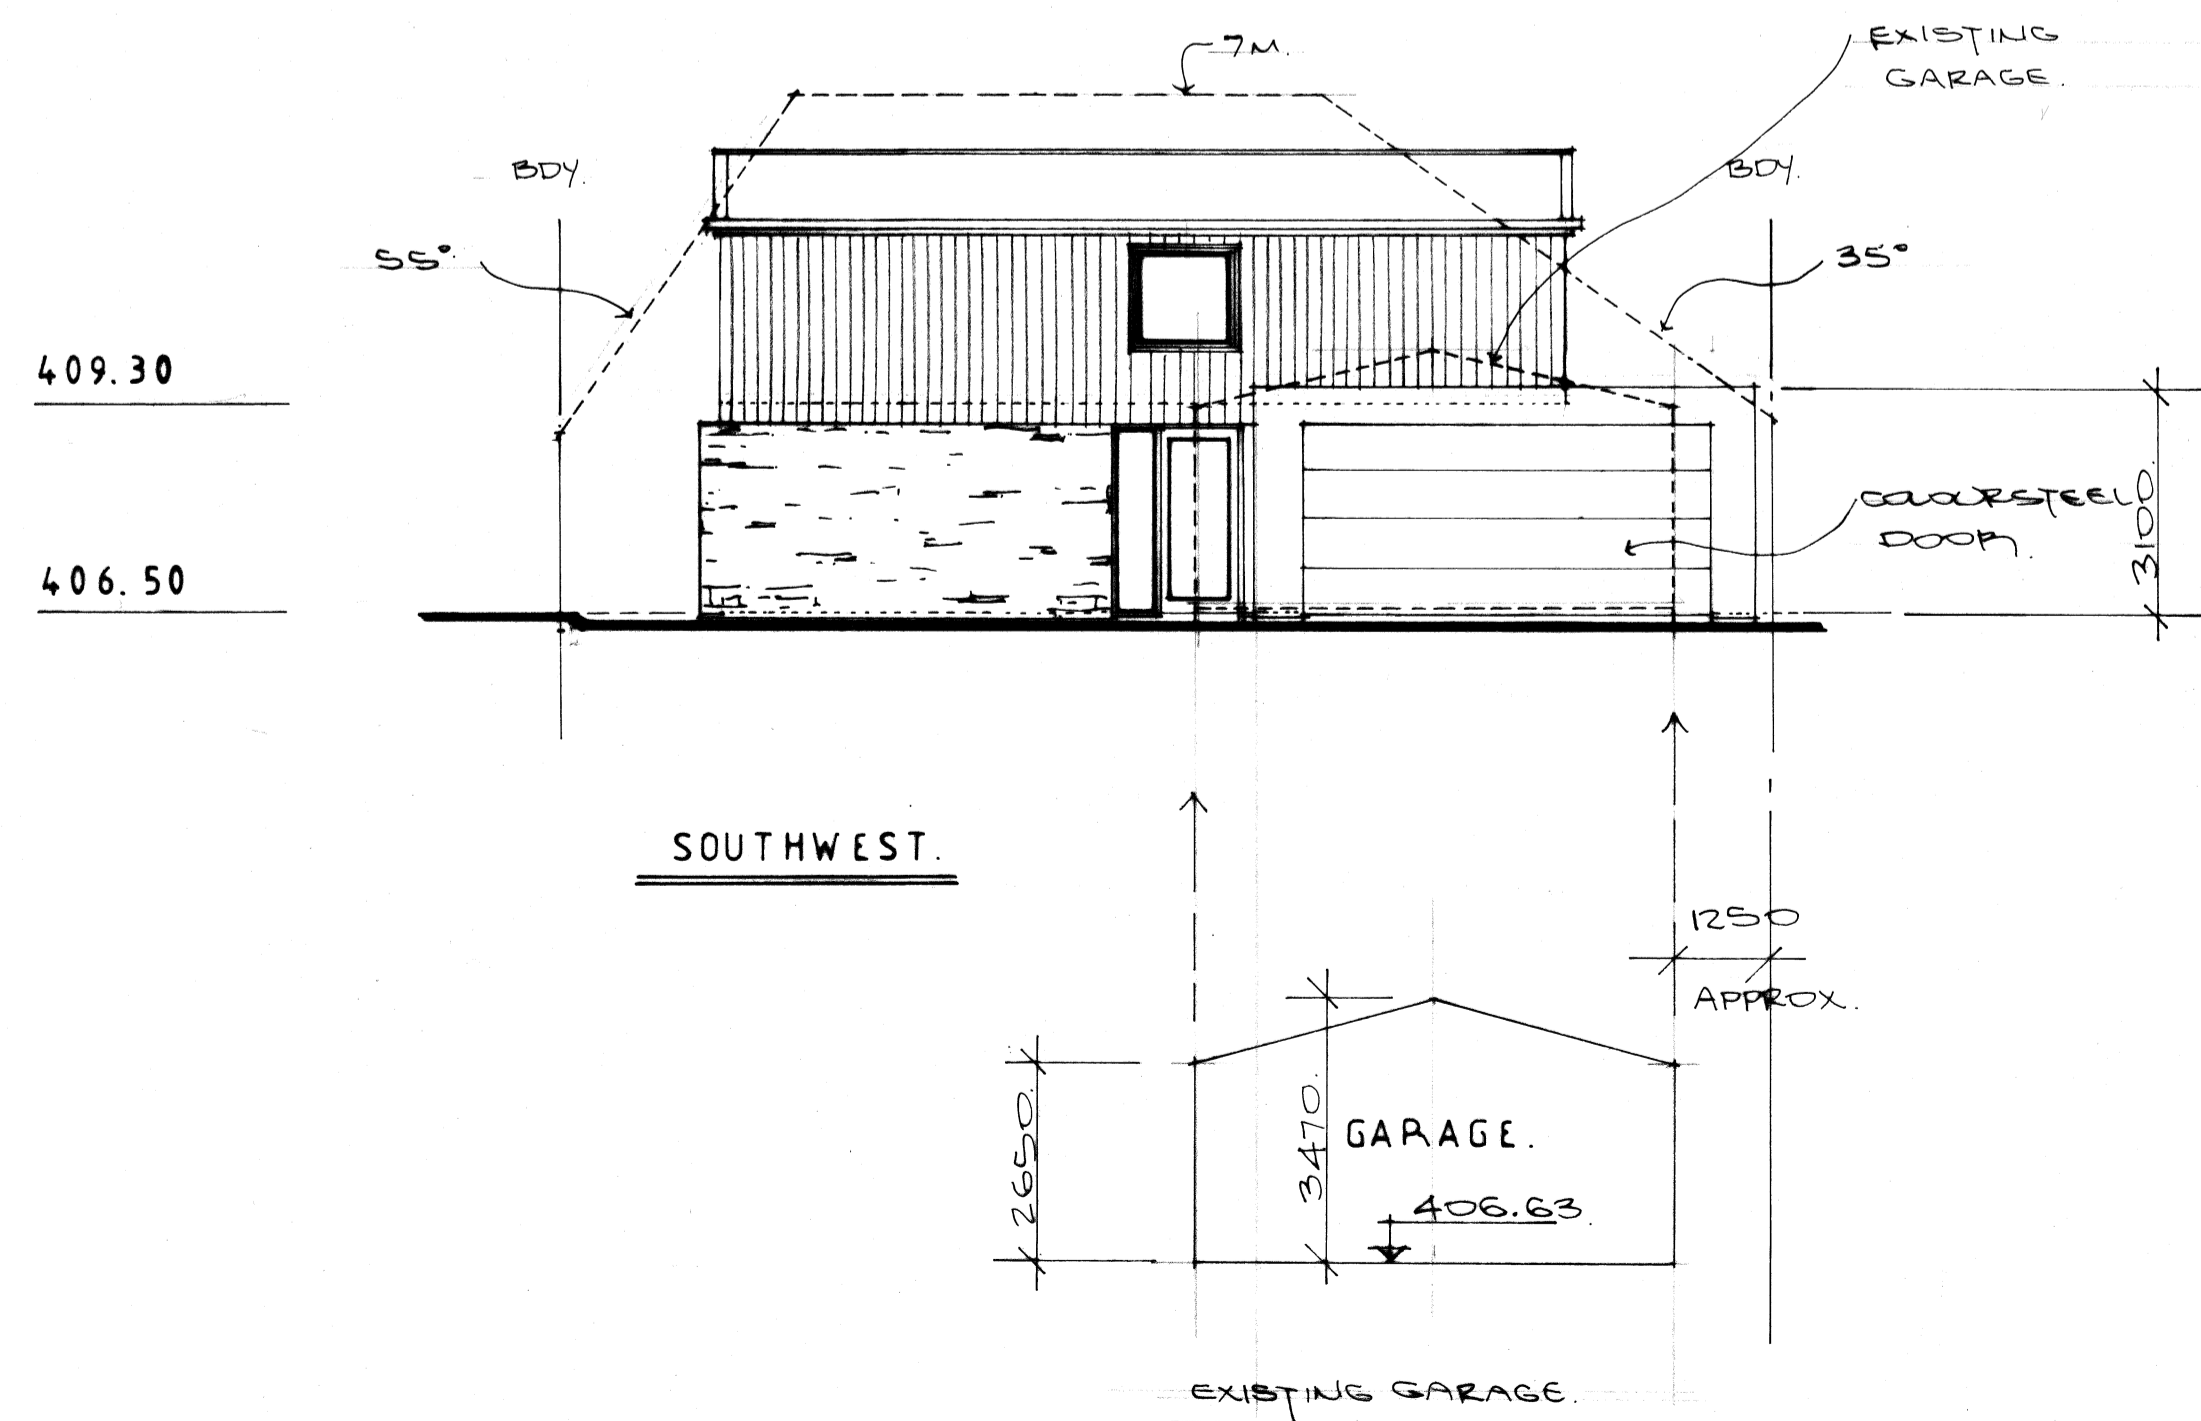 7M.
EXISTING
GARAGE.
BDY.
BDY.
55°
35°
409.30
COLOURSTEEL
DOOR.
3100
406.50
SOUTHWEST.
1250
APPROX.
2650
3470
GARAGE.
406.63
EXISTING GARAGE.